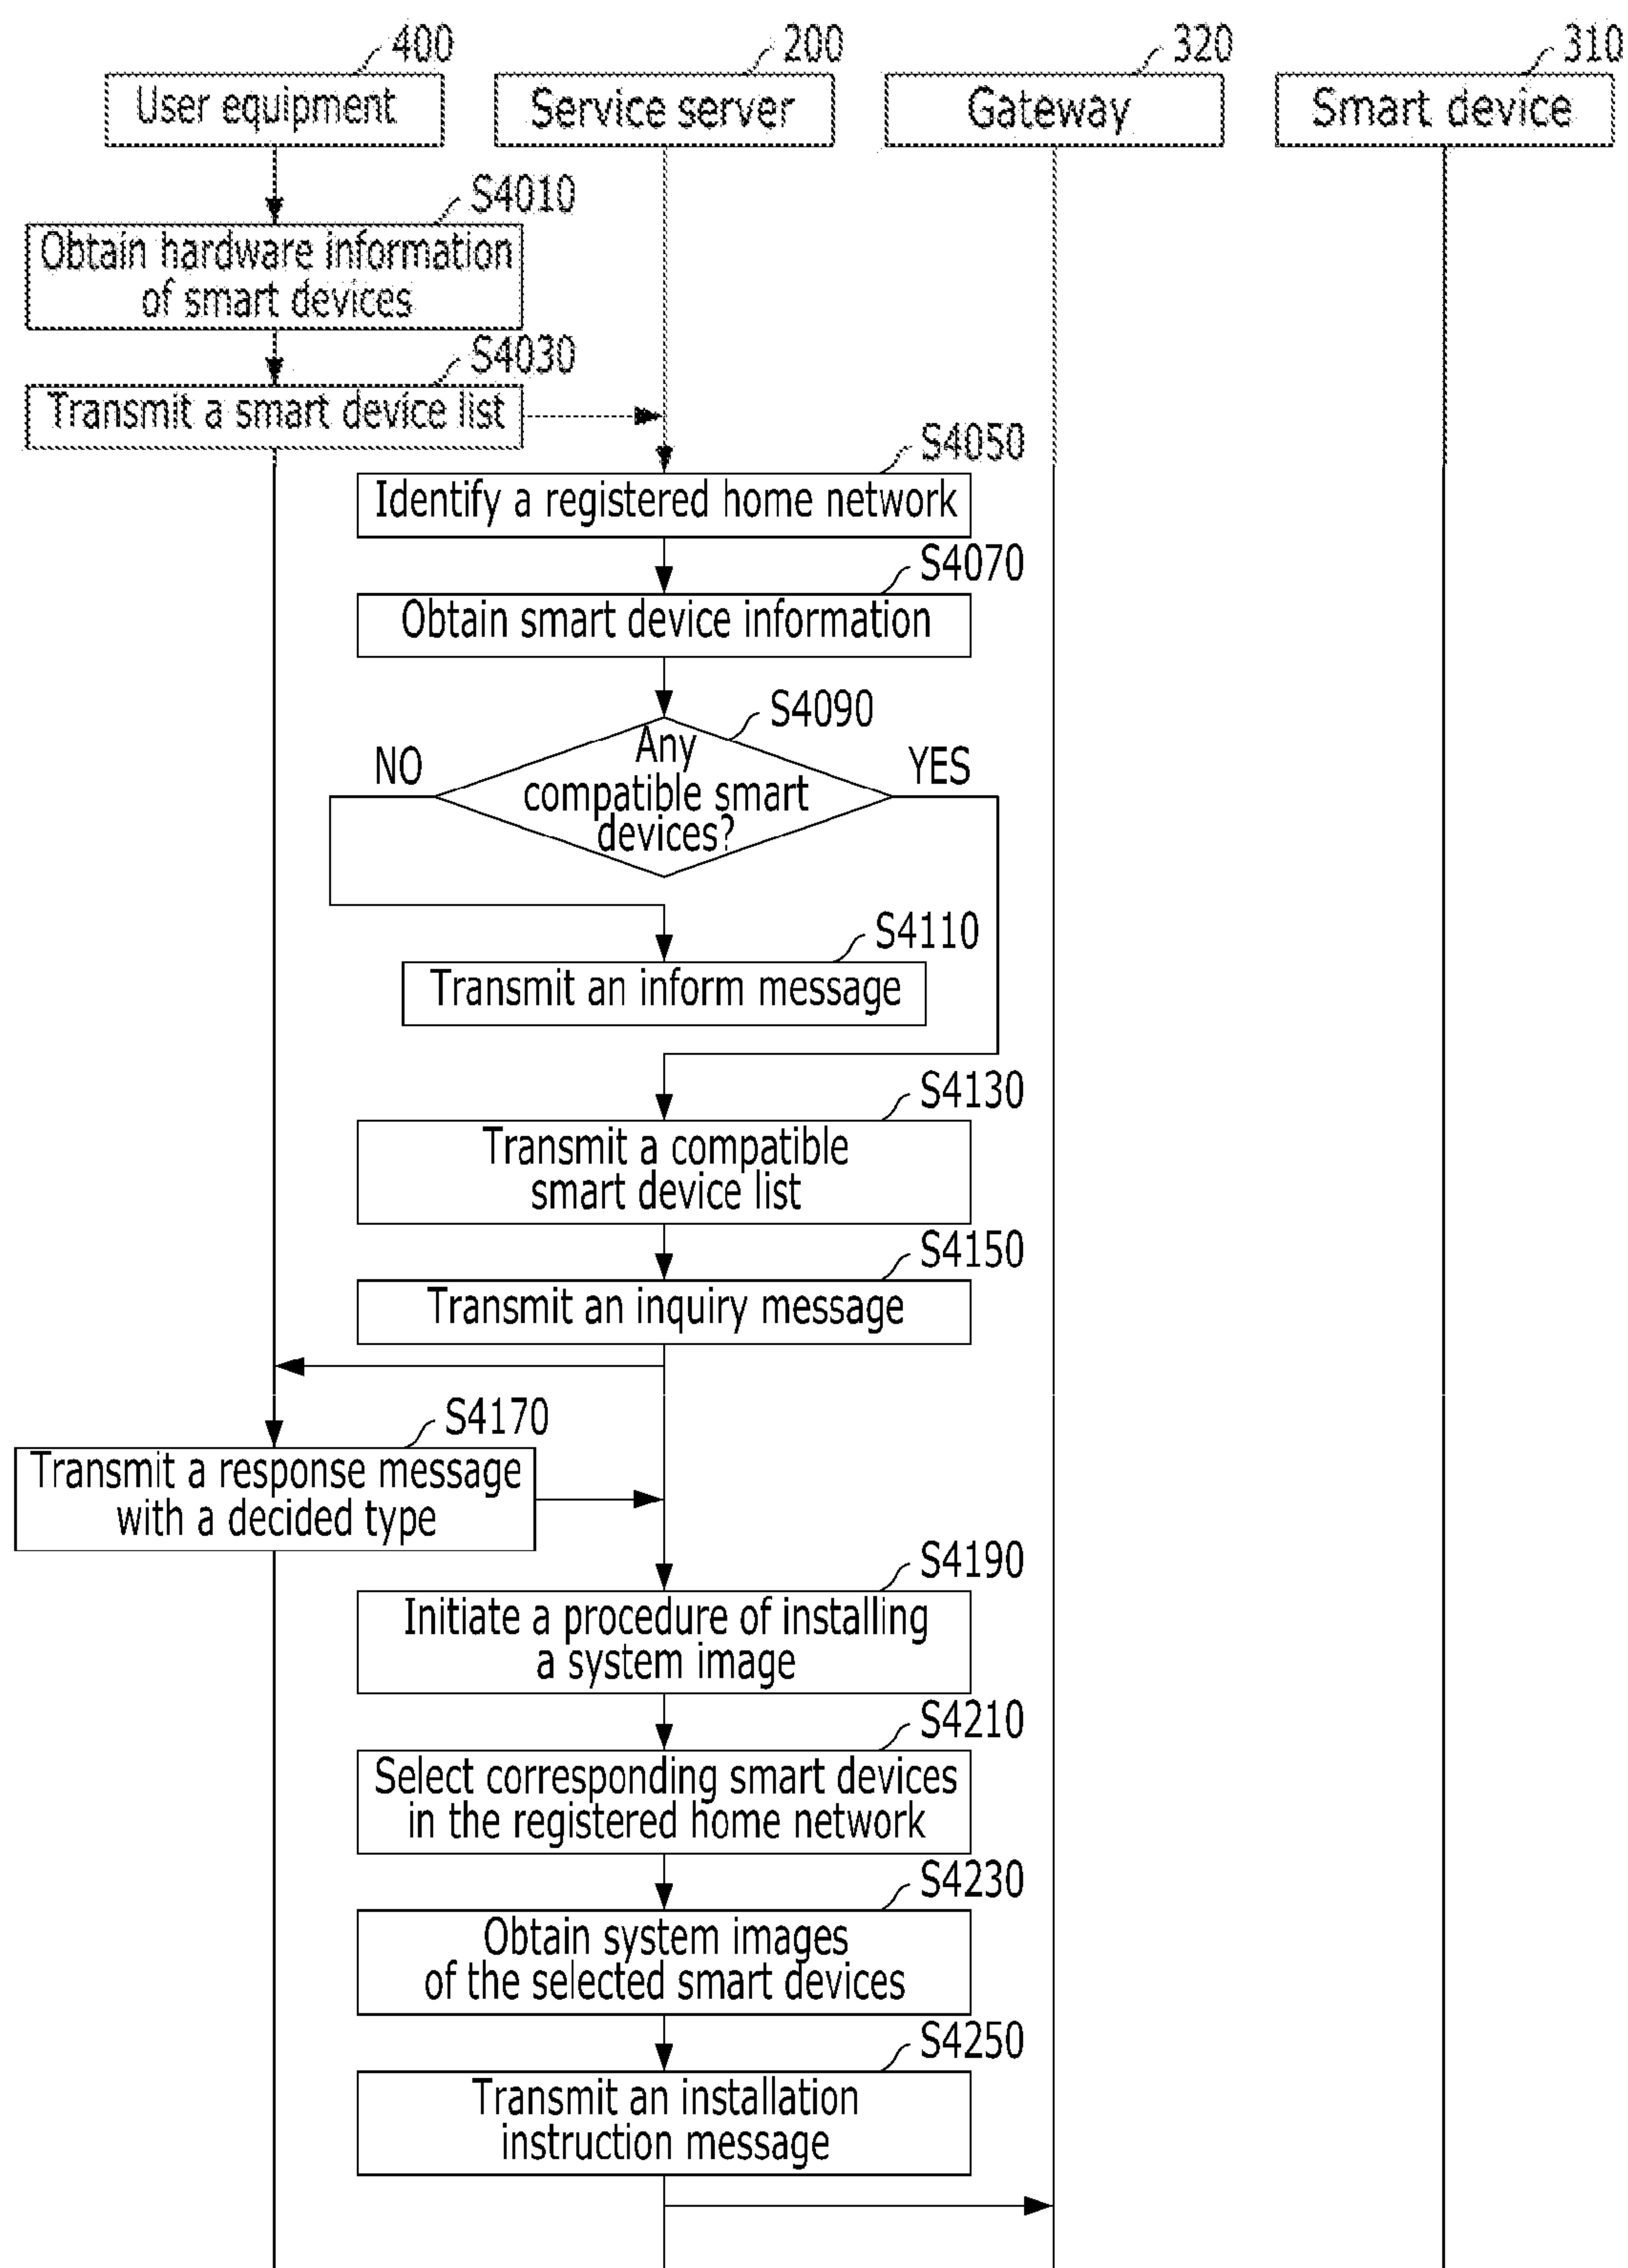 400
200
320
310
User equipment
Service server
Gateway
Smart device
S4010
Obtain hardware information
of smart devices
S4030
Transmit a smart device list
S4050
Identify a registered home network
S4070
Obtain smart device information
S4090
NO
YES
Any
compatible smart
devices?
S4110
Transmit an inform message
S4130
Transmit a compatible
smart device list
S4150
Transmit an inquiry message
S4170
Transmit a response message
with a decided type
S4190
Initiate a procedure of installing
a system image
S4210
Select corresponding smart devices
in the registered home network
S4230
Obtain system images
of the selected smart devices
S4250
Transmit an installation
instruction message